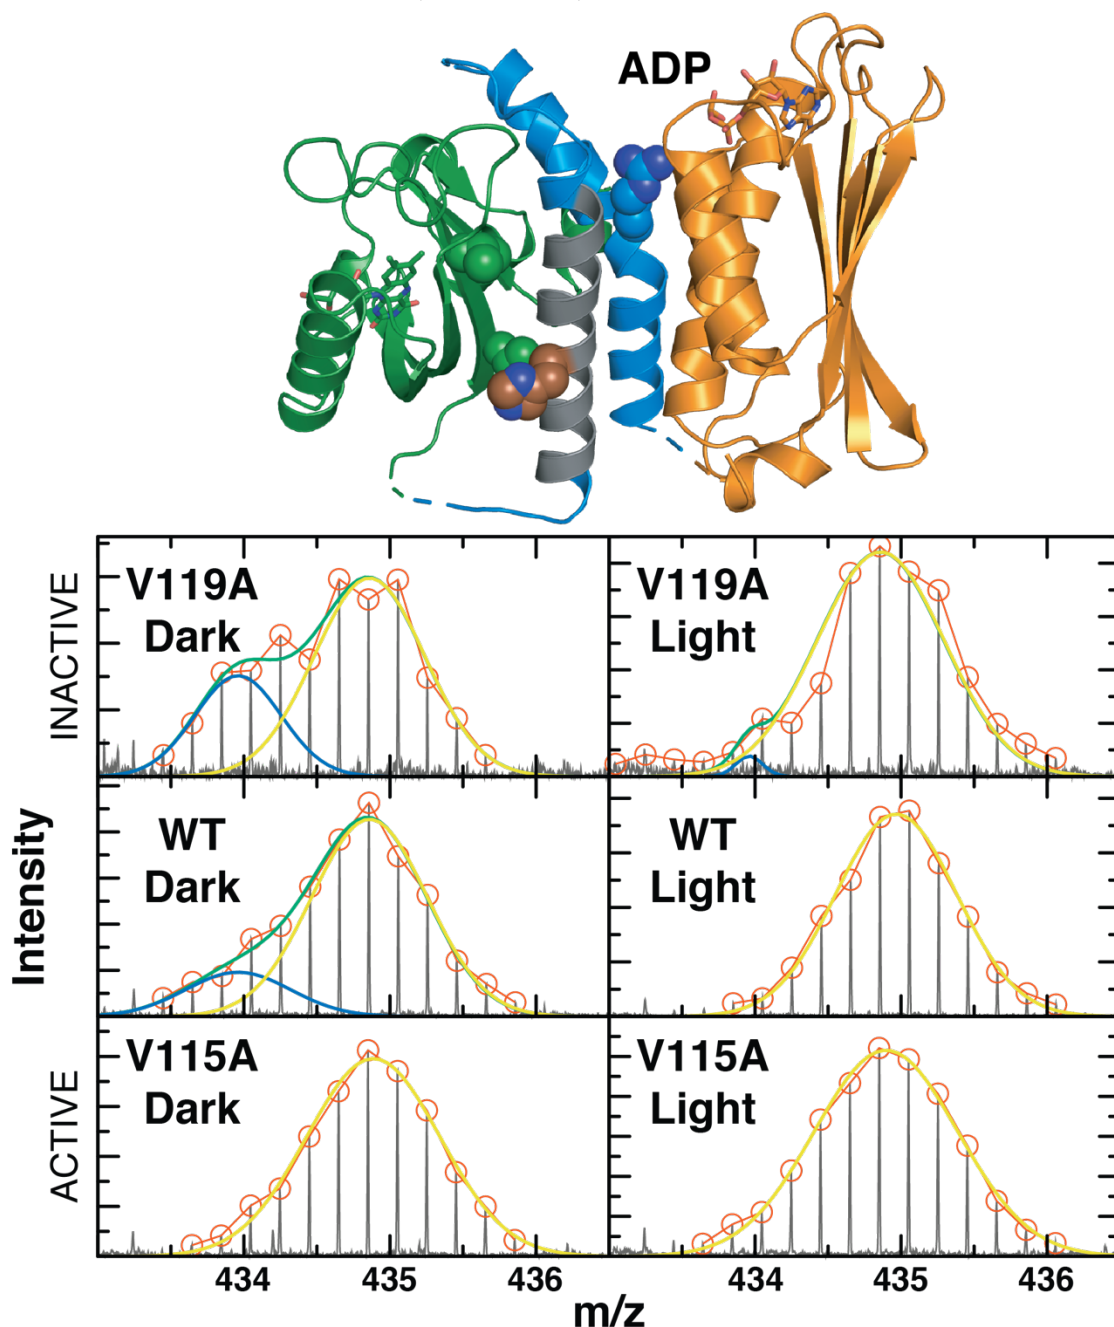 ADP
INACTIVE
V119A
Dark
V119A
Light
Intensity
WT
Dark
WT
Light
ACTIVE
V115A
Dark
V115A
Light
434 435 436 434 435 436
m/z